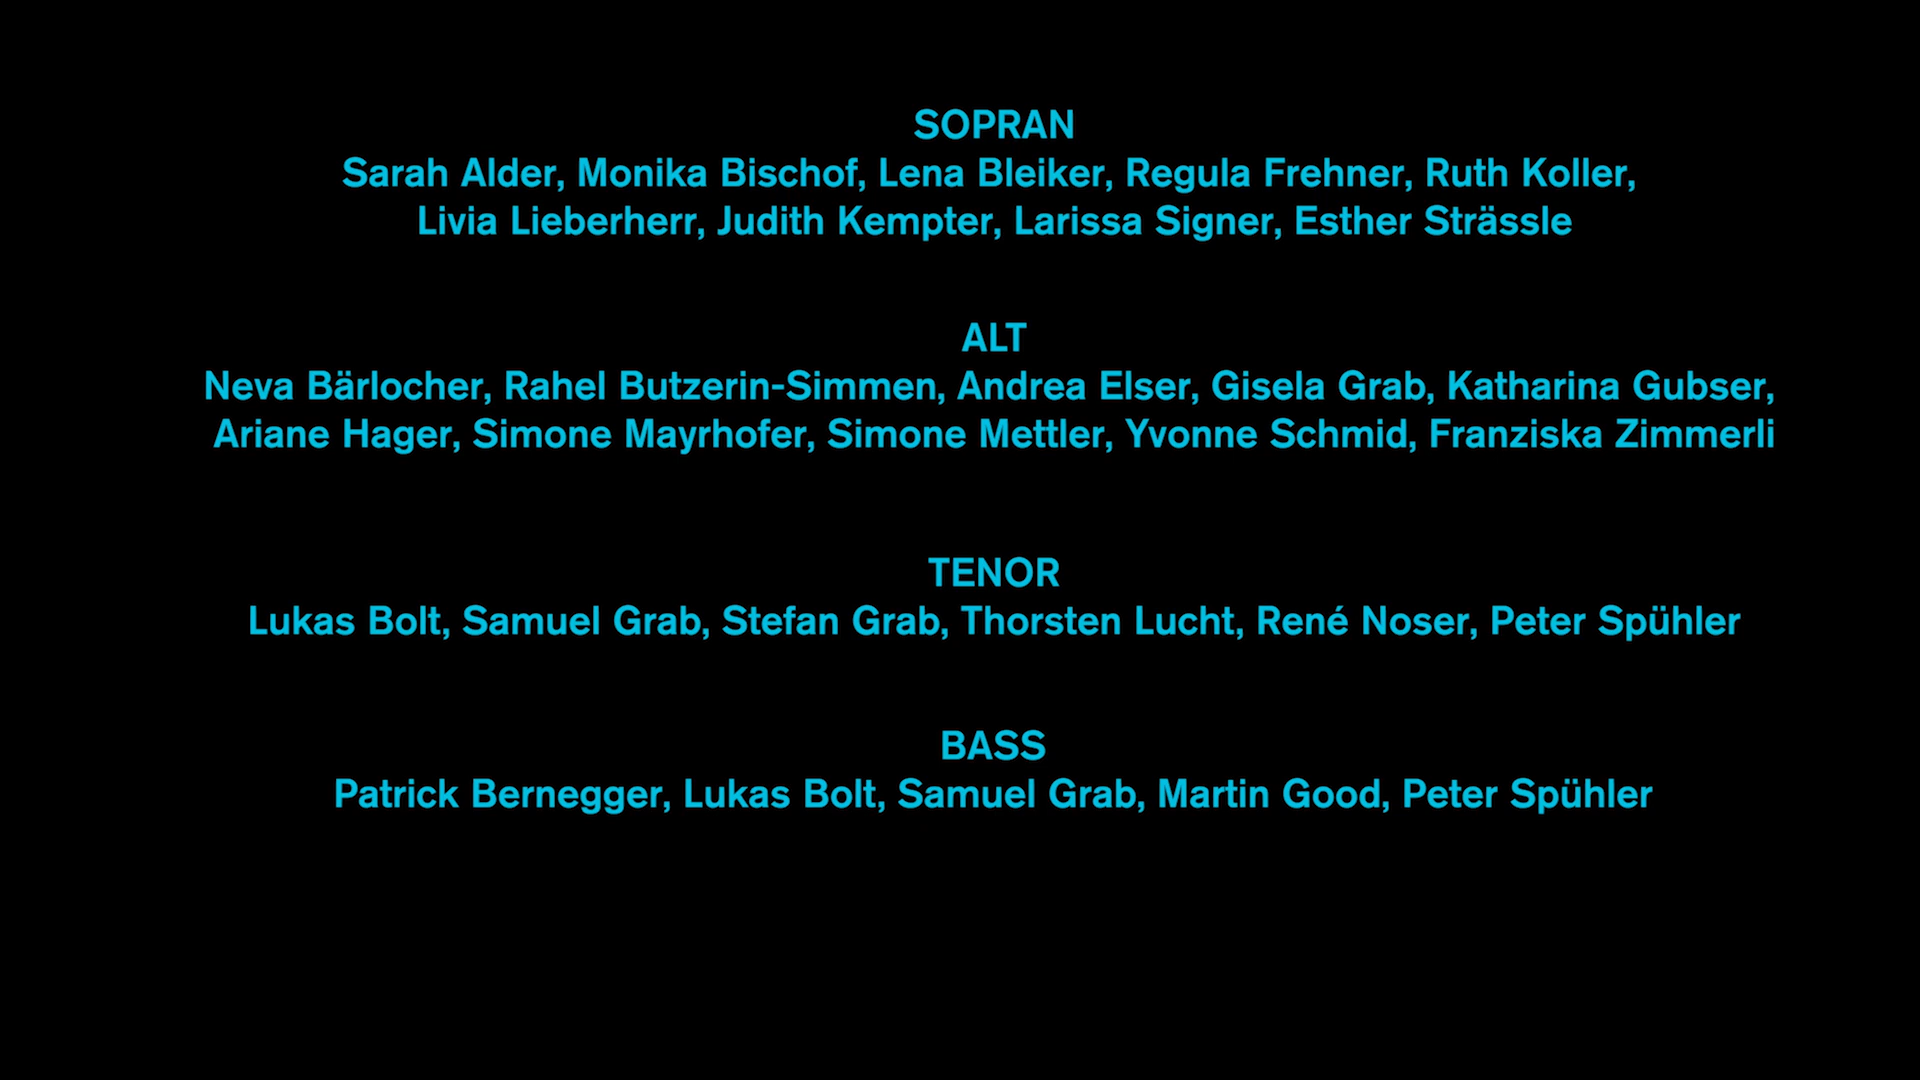 SOPRAN
Sarah Alder, Monika Bischof, Lena Bleiker, Regula Frehner, Ruth Koller,
Livia Lieberherr, Judith Kempter, Larissa Signer, Esther Strässle
ALT
Neva Bärlocher, Rahel Butzerin-Simmen, Andrea Elser, Gisela Grab, Katharina Gubser,
Ariane Hager, Simone Mayrhofer, Simone Mettler, Yvonne Schmid, Franziska Zimmerli
TENOR
Lukas Bolt, Samuel Grab, Stefan Grab, Thorsten Lucht, René Noser, Peter Spühler
BASS
Patrick Bernegger, Lukas Bolt, Samuel Grab, Martin Good, Peter Spühler